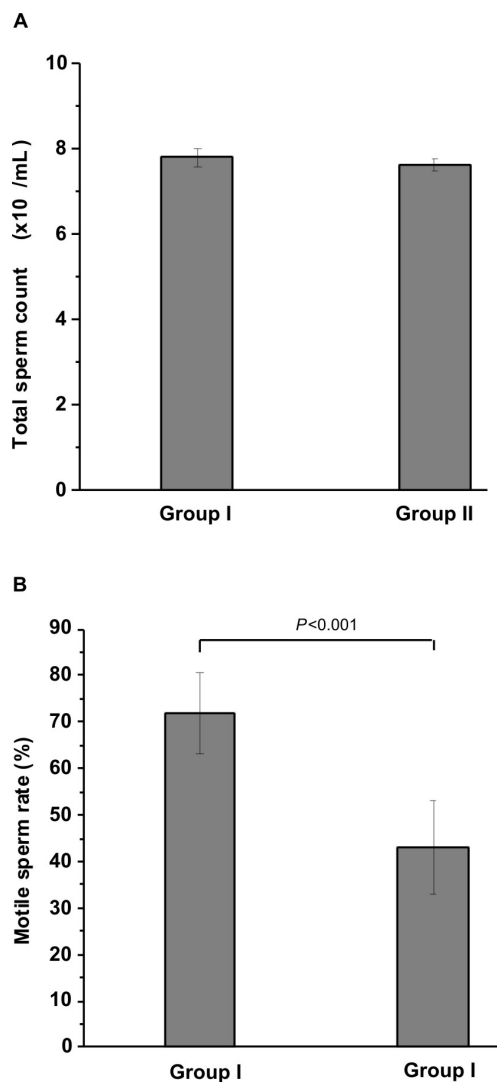 A
Total sperm count (x10 /mL)
10
8
6
4
2
0
Group I
Group II
B
Motile sperm rate (%)
90
80
70
60
50
40
30
20
10
0
P<0.001
Group I
Group I